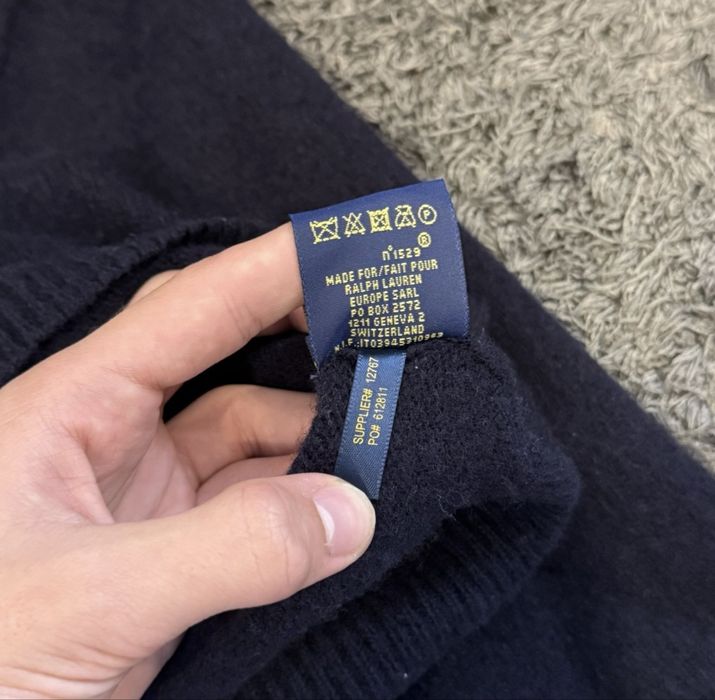 P
®
n°1529
MADE FOR/FAIT POUR
RALPH LAUREN
EUROPE SARL
PO BOX 2572
1211 GENEVA 2
SWITZERLAND
SUPPLIER# 12767
PO# 612811